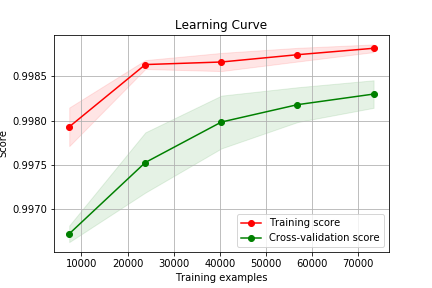 Learning Curve
0.9985
0.9980
0.9975
0.9970
Score
10000 20000 30000 40000 50000 60000 70000
Training examples
Training score
Cross-validation score